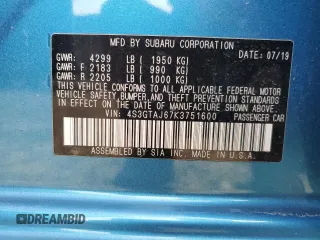 MFD BY SUBARU CORPORATION
GVWR: 4299 LB (1950 KG) 07/19
GAWR: F 2183 LB ( 990 KG)
GAWR: R 2205 LB (1000 KG)
THIS VEHICLE CONFORMS TO ALL APPLICABLE FEDERAL MOTOR
VEHICLE SAFETY, BUMPER, AND THEFT PREVENTION
STANDARDS IN EFFECT ON THE DATE OF MANUFACTURE
SHOWN ABOVE.
VIN: 4S3GTAJ67K3751600
PASSENGER CAR
ASSEMBLED BY SIA INC. MADE IN U.S.A.
DREAMBID